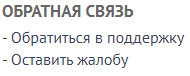 ОБРАТНАЯ СВЯЗЬ
- Обратиться в поддержку
- Оставить жалобу